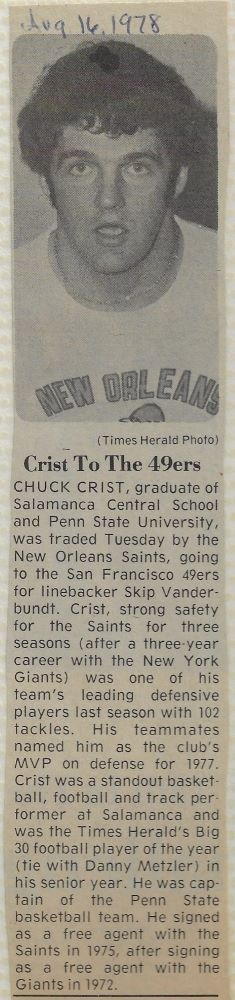 Aug 16, 1978
NEW ORLEANS
(Times Herald Photo)
Crist To The 49ers
CHUCK CRIST, graduate of
Salamanca Central School
and Penn State University,
was traded Tuesday by the
New Orleans Saints, going
to the San Francisco 49ers
for linebacker Skip Vander-
bundt. Crist, strong safety
for the Saints for three
seasons (after a three-year
career with the New York
Giants) was one of his
team's leading defensive
players last season with 102
tackles. His teammates
named him as the club's
MVP on defense for 1977.
Crist was a standout basket-
ball, football and track per-
former at Salamanca and
was the Times Herald's Big
30 football player of the year
(tie with Danny Metzler) in
his senior year. He was cap-
tain of the Penn State
basketball team. He signed
as a free agent with the
Saints in 1975, after signing
as a free agent with the
Giants in 1972.